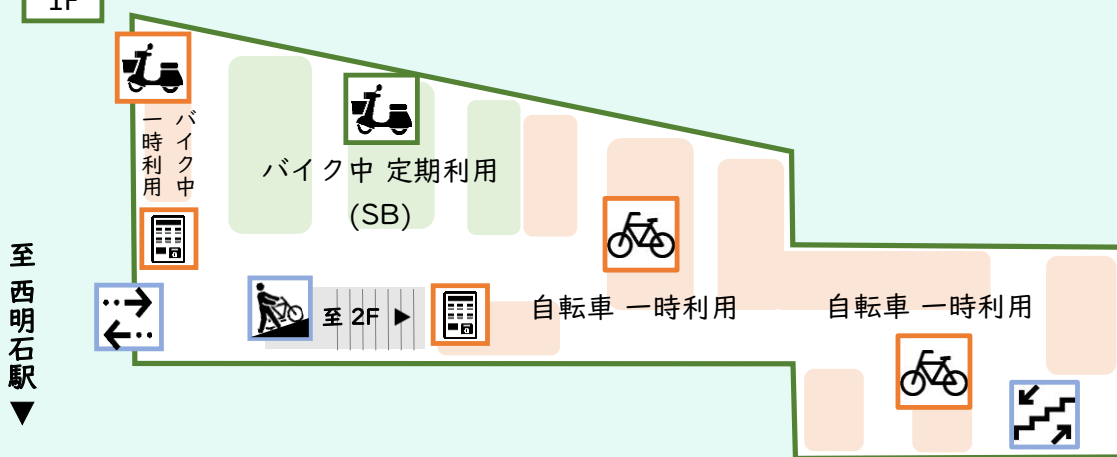 1F
バイク中
一時利用
バイク中 定期利用
(SB)
至 西明石駅 ▼
至 2F ▶
自転車 一時利用
自転車 一時利用